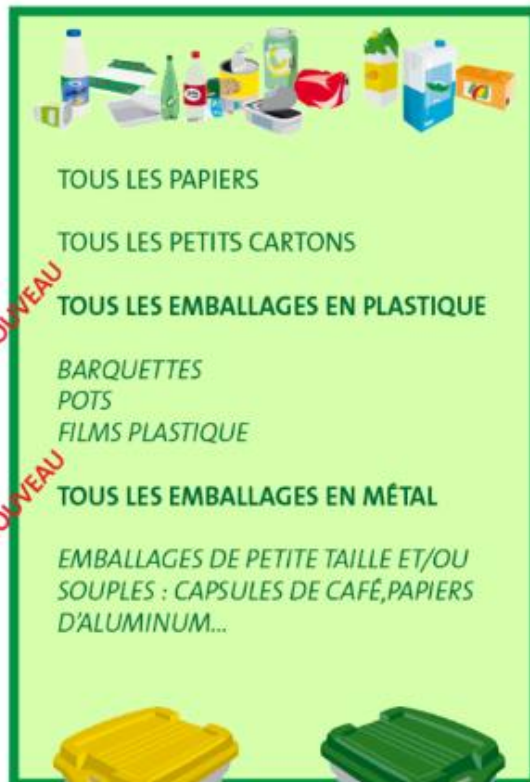 TOUS LES PAPIERS
TOUS LES PETITS CARTONS
TOUS LES EMBALLAGES EN PLASTIQUE
BARQUETTES
POTS
FILMS PLASTIQUE
TOUS LES EMBALLAGES EN MÉTAL
EMBALLAGES DE PETITE TAILLE ET/OU
SOUPLES : CAPSULES DE CAFÉ,PAPIERS
D'ALUMINUM...